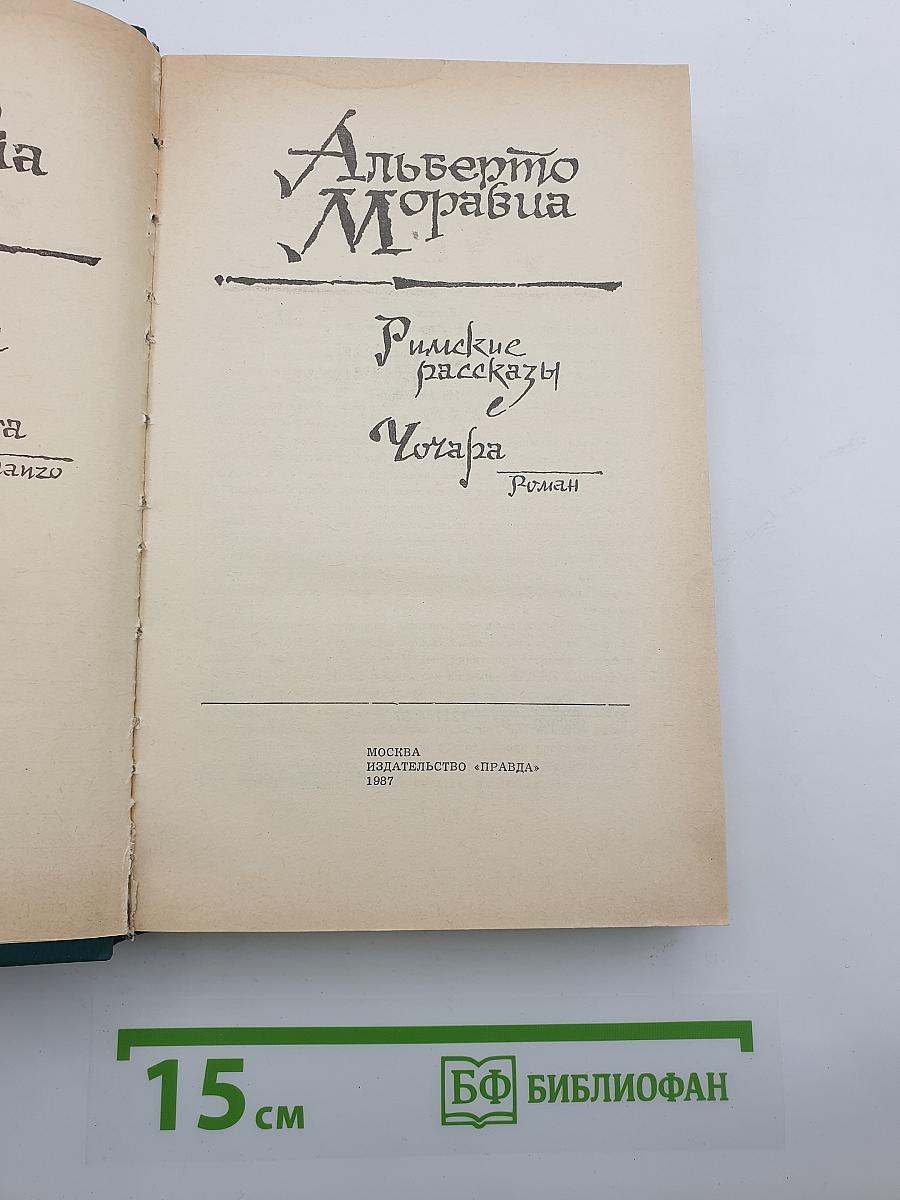 Альберто
Моравиа
Римские
рассказы
Чочара
Роман
МОСКВА
ИЗДАТЕЛЬСТВО «ПРАВДА»
1987
15 см
БФ БИБЛИОФАН